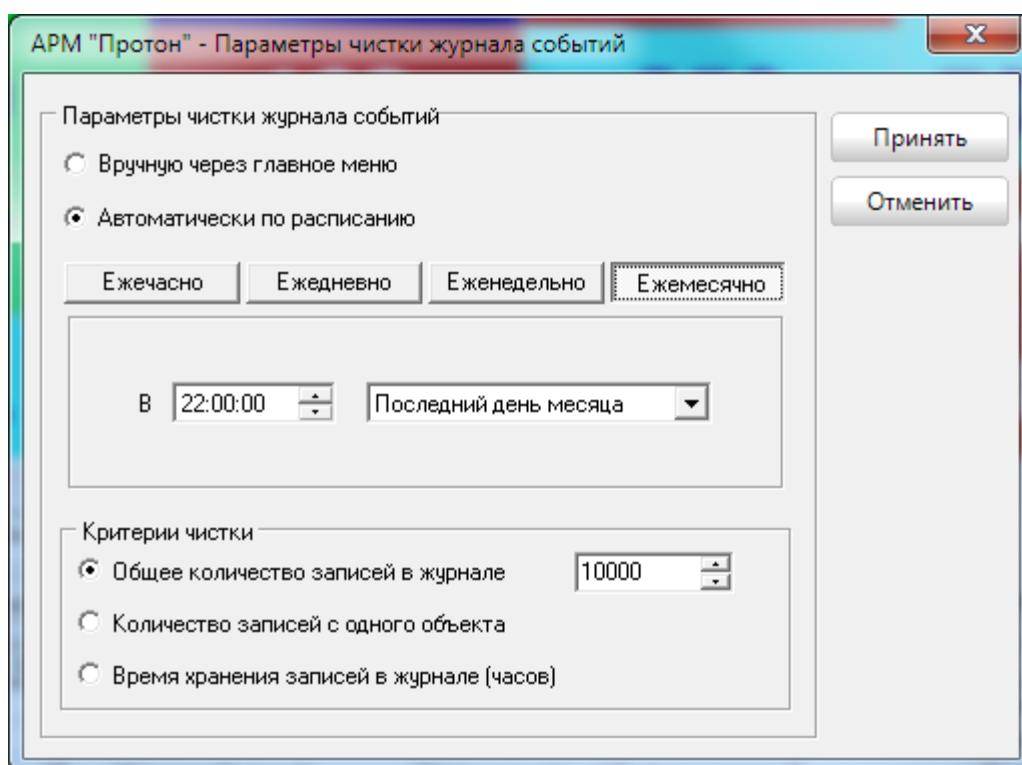 АРМ "Протон" - Параметры чистки журнала событий
Параметры чистки журнала событий
Принять
Вручную через главное меню
Отменить
Автоматически по расписанию
Ежечасно Ежедневно Еженедельно Ежемесячно
В 22:00:00 Последний день месяца
Критерии чистки
Общее количество записей в журнале 10000
Количество записей с одного объекта
Время хранения записей в журнале (часов)